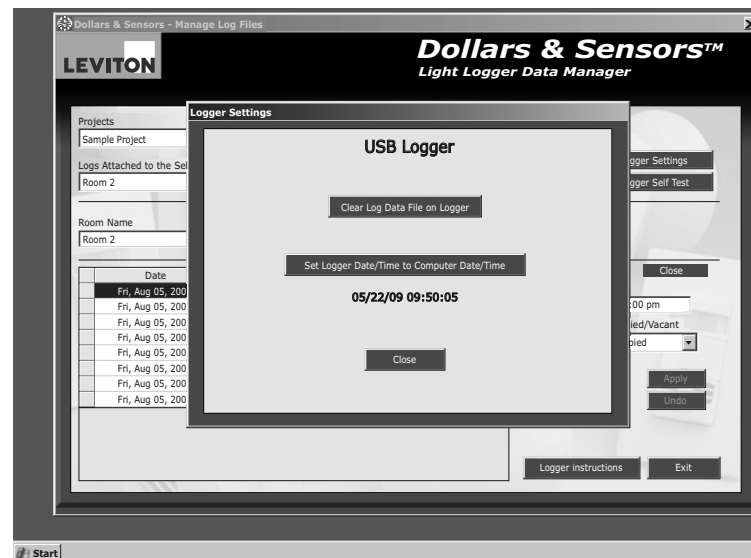 Dollars & Sensors - Manage Log Files
LEVITON
Dollars & Sensors™
Light Logger Data Manager
Projects
Sample Project
Logs Attached to the Sel
Room 2
Room Name
Room 2
Date
Fri, Aug 05, 200
Fri, Aug 05, 200
Fri, Aug 05, 200
Fri, Aug 05, 200
Fri, Aug 05, 200
Fri, Aug 05, 200
Fri, Aug 05, 200
Fri, Aug 05, 200
Logger Settings
USB Logger
Clear Log Data File on Logger
Set Logger Date/Time to Computer Date/Time
05/22/09 09:50:05
Close
gger Settings
gger Self Test
Close
:00 pm
ied/Vacant
pied
Apply
Undo
Logger instructions
Exit
Start